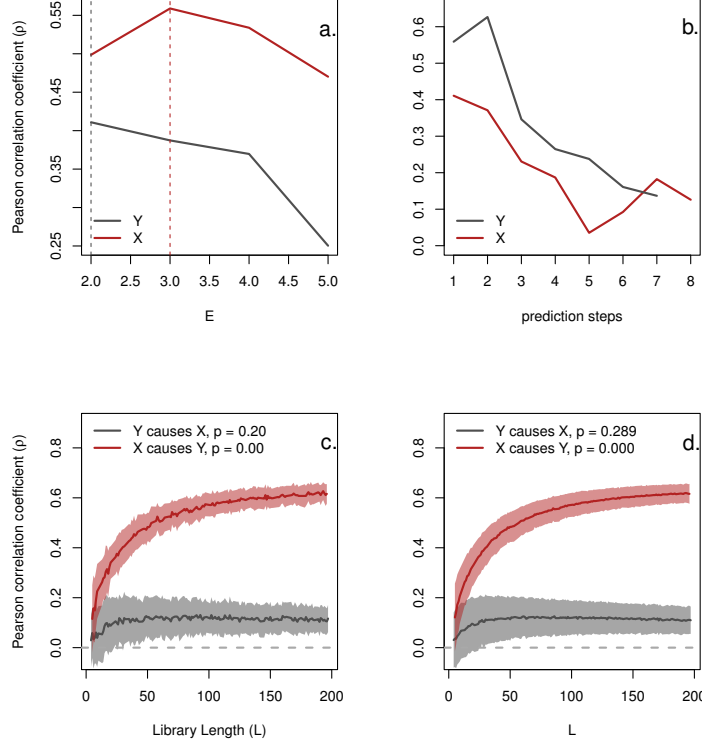 Pearson correlation coefficient (ρ)
0.55
0.45
0.35
0.25
a.
Y
X
2.0 2.5 3.0 3.5 4.0 4.5 5.0
E
0.6
0.5
0.4
0.3
0.2
0.1
0.0
b.
Y
X
1 2 3 4 5 6 7 8
prediction steps
Pearson correlation coefficient (ρ)
0.8
0.6
0.4
0.2
0.0
Y causes X, p = 0.20
X causes Y, p = 0.00
c.
0 50 100 150 200
Library Length (L)
0.8
0.6
0.4
0.2
0.0
Y causes X, p = 0.289
X causes Y, p = 0.000
d.
0 50 100 150 200
L